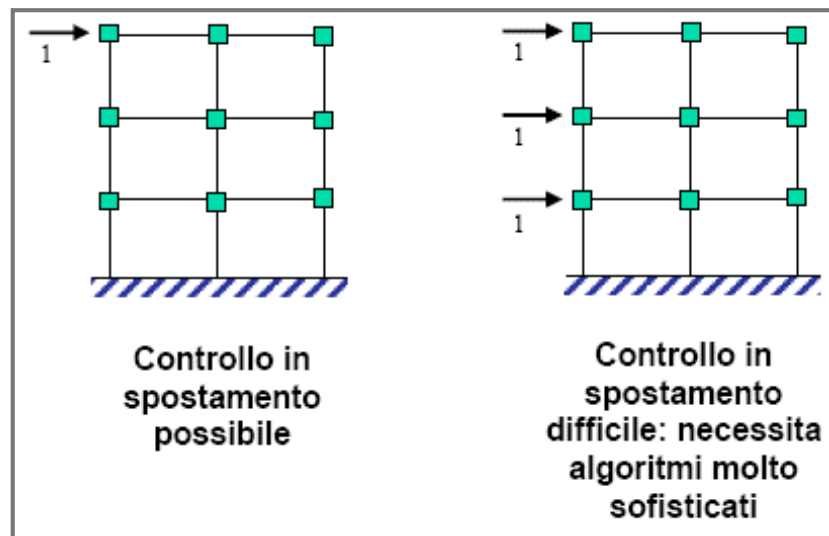 1
1
1
1
Controllo in
spostamento
possibile
Controllo in
spostamento
difficile: necessita
algoritmi molto
sofisticati